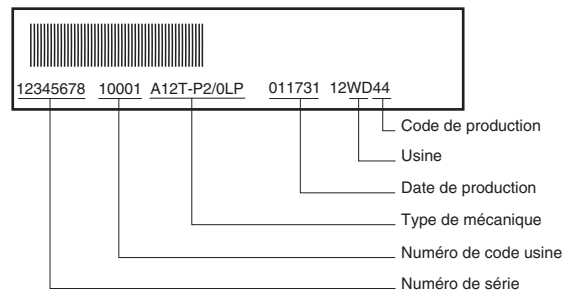 12345678 10001 A12T-P2/0LP 011731 12WD44
Code de production
Usine
Date de production
Type de mécanique
Numéro de code usine
Numéro de série